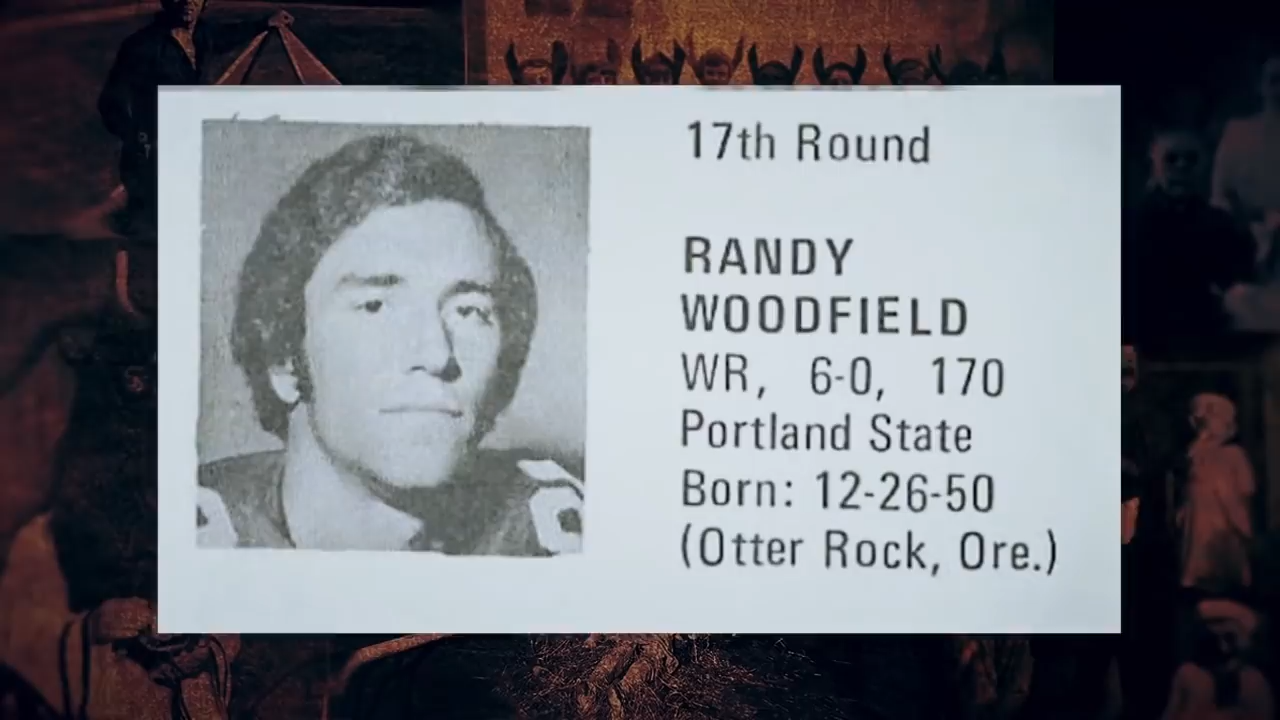 17th Round
RANDY
WOODFIELD
WR, 6-0, 170
Portland State
Born: 12-26-50
(Otter Rock, Ore.)